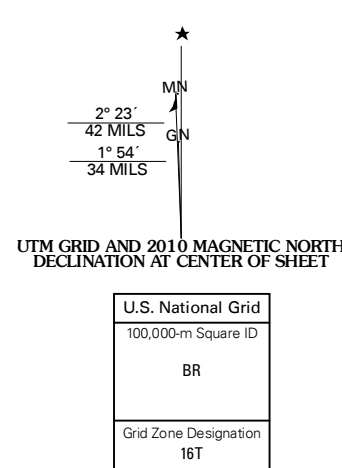 ★
MN
2° 23´
42 MILS
GN
1° 54´
34 MILS
UTM GRID AND 2010 MAGNETIC NORTH
DECLINATION AT CENTER OF SHEET
U.S. National Grid
100,000-m Square ID
BR
Grid Zone Designation
16T